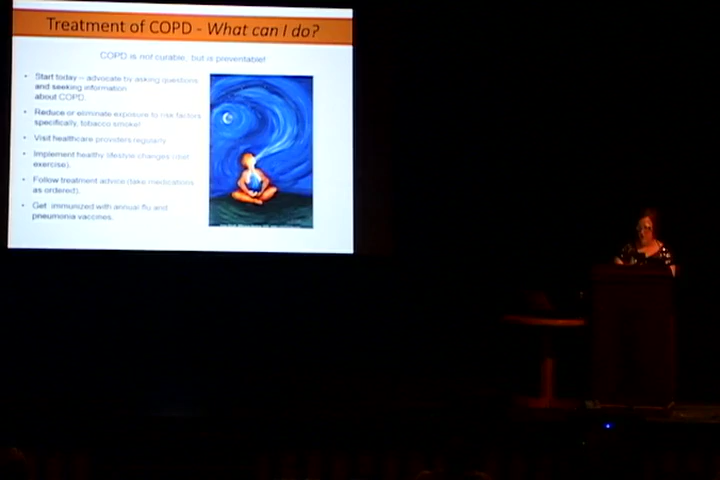 Treatment of COPD - What can I do?
COPD is not curable, but is preventable!
• Start today – advocate by asking questions
and seeking information
about COPD.
• Reduce or eliminate exposure to risk factors
specifically, tobacco smoke!
• Visit healthcare providers regularly
• Implement healthy lifestyle changes (diet
exercise).
• Follow treatment advice (take medications
as ordered).
• Get immunized with annual flu and
pneumonia vaccines.